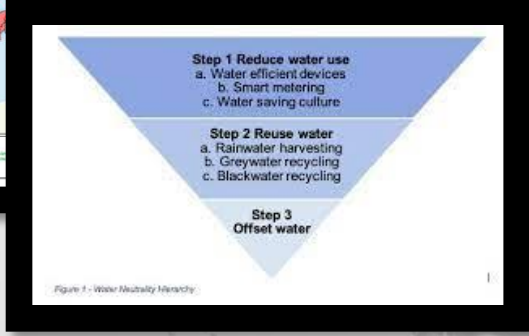 Step 1 Reduce water use
a. Water efficient devices
b. Smart metering
c. Water saving culture
Step 2 Reuse water
a. Rainwater harvesting
b. Greywater recycling
c. Blackwater recycling
Step 3
Offset water
Figure 1 - Water Neutrality Hierarchy